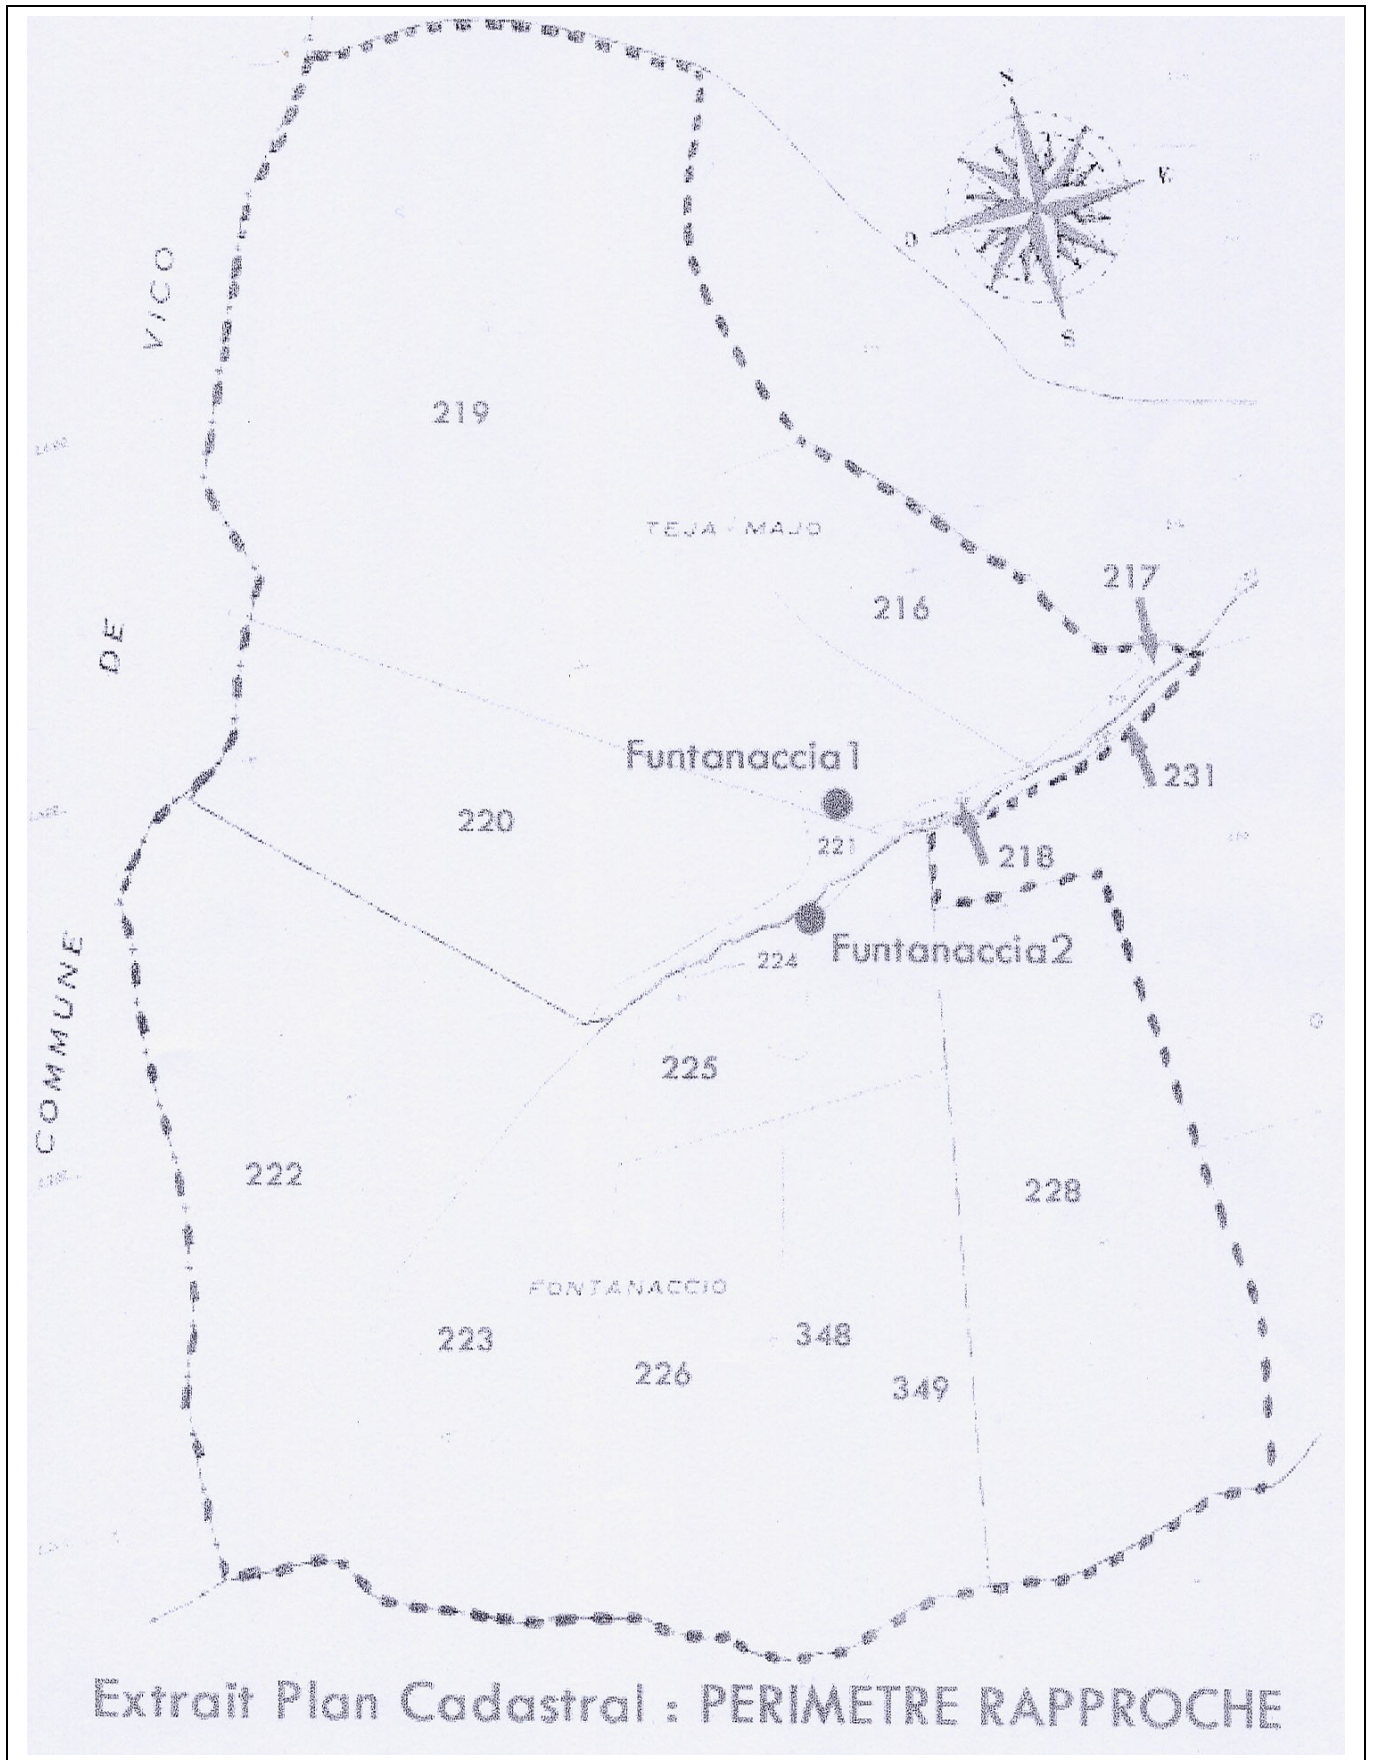 N
E
O
S
VICO
219
TEJA-MAJO
217
216
DE
Funtanaccia1
231
220
221
218
COMMUNE
Funtanaccia2
224
225
222
228
FONTANACCIO
223
348
226
349
Extrait Plan Cadastral : PERIMETRE RAPPROCHE